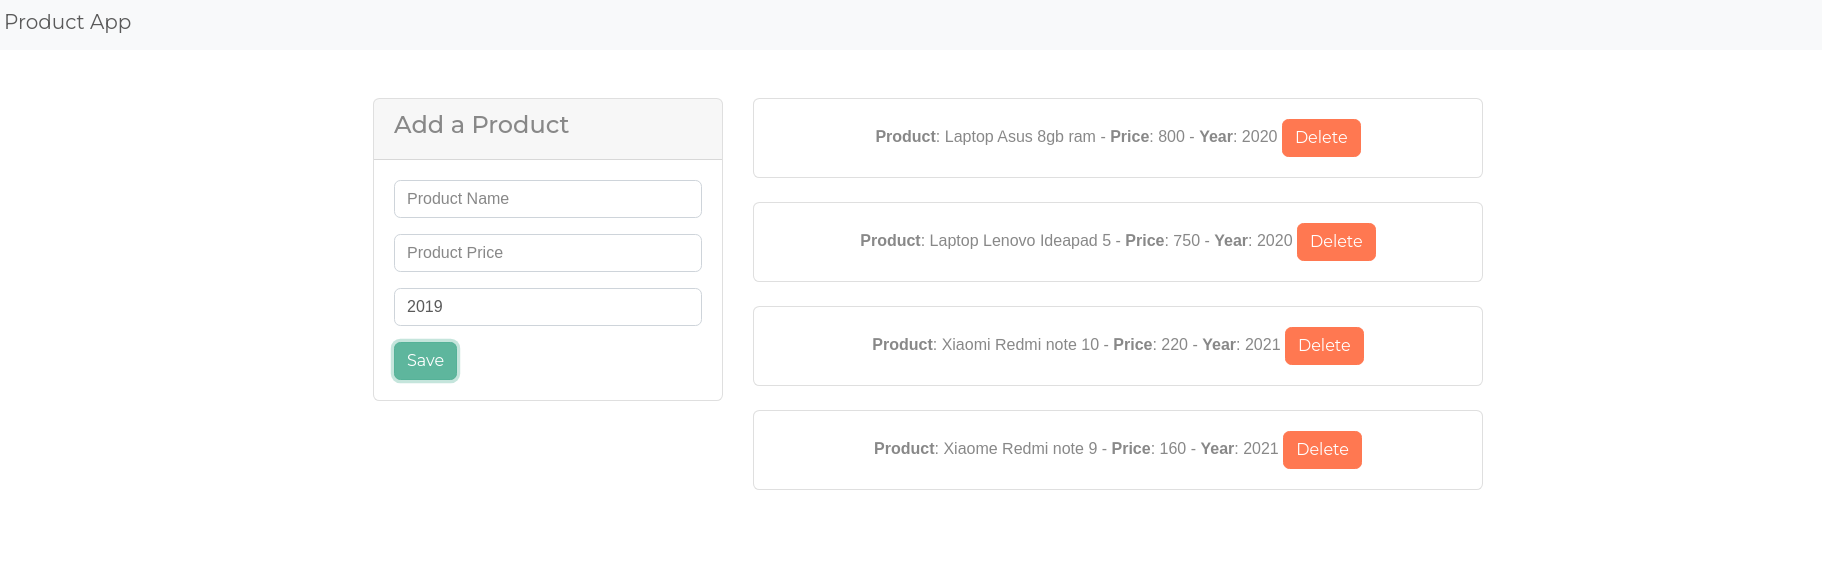 Product App
Add a Product
Product Name
Product Price
2019
Save
Product: Laptop Asus 8gb ram - Price: 800 - Year: 2020 Delete
Product: Laptop Lenovo Ideapad 5 - Price: 750 - Year: 2020 Delete
Product: Xiaomi Redmi note 10 - Price: 220 - Year: 2021 Delete
Product: Xiaome Redmi note 9 - Price: 160 - Year: 2021 Delete